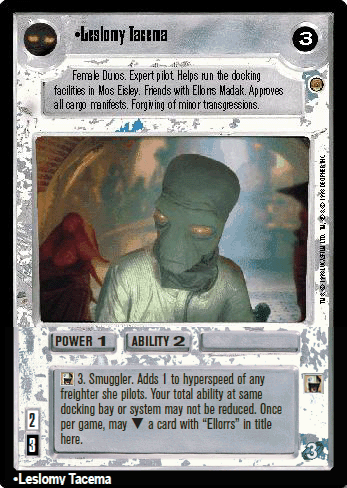 •Leslomy Tacema
3
Female Duros. Expert pilot. Helps run the docking
facilities in Mos Eisley. Friends with Ellorrs Madak. Approves
all cargo manifests. Forgiving of minor transgressions.
POWER 1 ABILITY 2
3. Smuggler. Adds 1 to hyperspeed of any
freighter she pilots. Your total ability at same
docking bay or system may not be reduced. Once
per game, may ▼ a card with “Ellorrs” in title
here.
2
3
3
•Leslomy Tacema